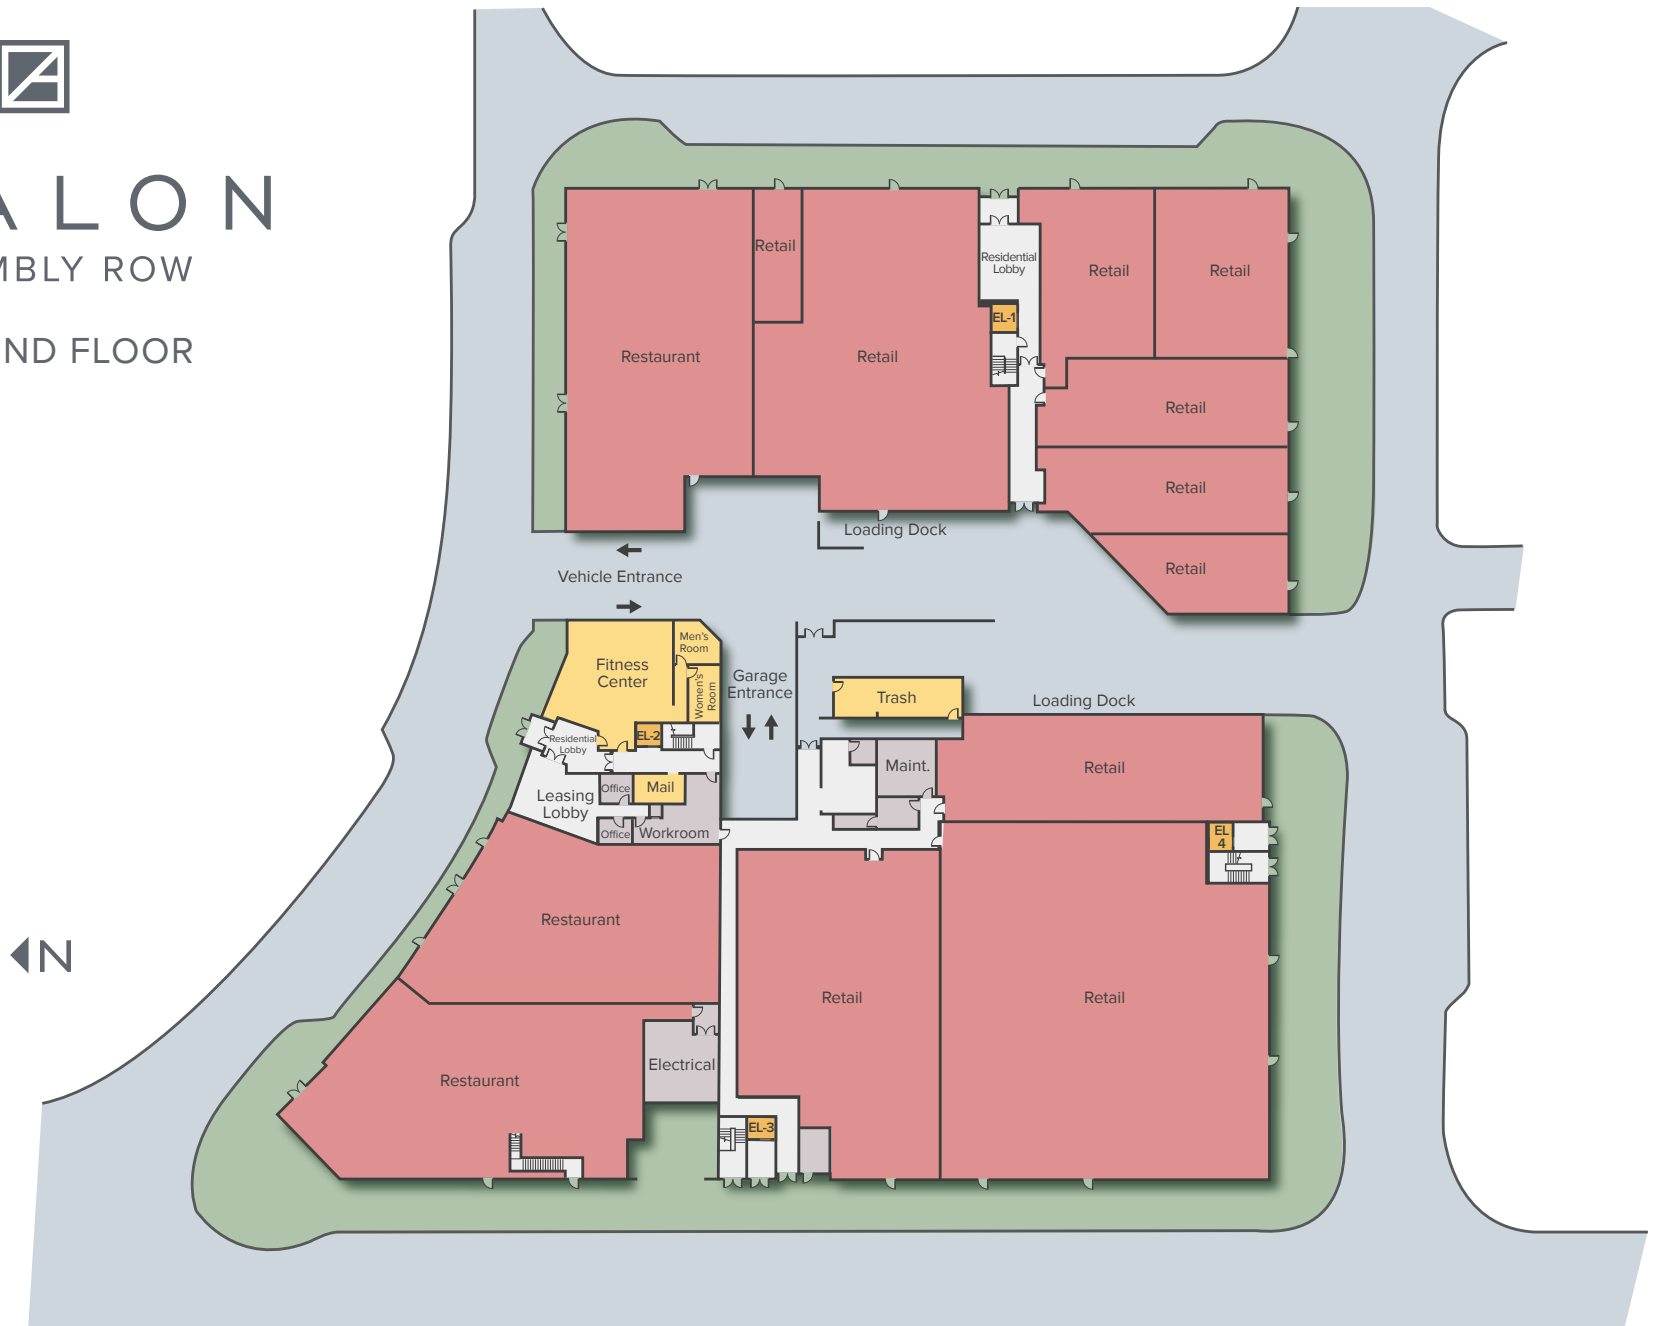 ALON
MBLY ROW
ND FLOOR
Retail
Residential
Lobby
Retail
Retail
EL-1
Restaurant
Retail
Retail
Retail
Loading Dock
Retail
Vehicle Entrance
Men's
Room
Fitness
Center
Women's
Room
Garage
Entrance
Trash
Loading Dock
EL-2
Residential
Lobby
Maint.
Retail
Office
Mail
Leasing
Lobby
Office
Workroom
EL
4
Restaurant
N
Retail
Retail
Electrical
Restaurant
EL-3